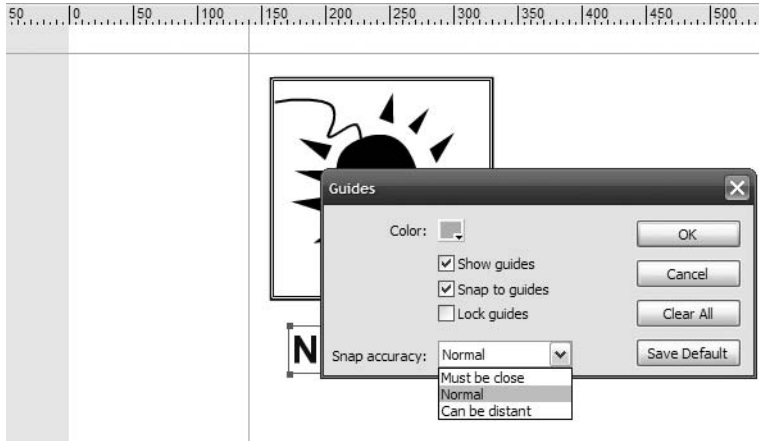 50 0 50 100 150 200 250 300 350 400 450 500
Guides
Color:
OK
Show guides
Cancel
Snap to guides
Lock guides
Clear All
N
Snap accuracy: Normal
Save Default
Must be close
Normal
Can be distant